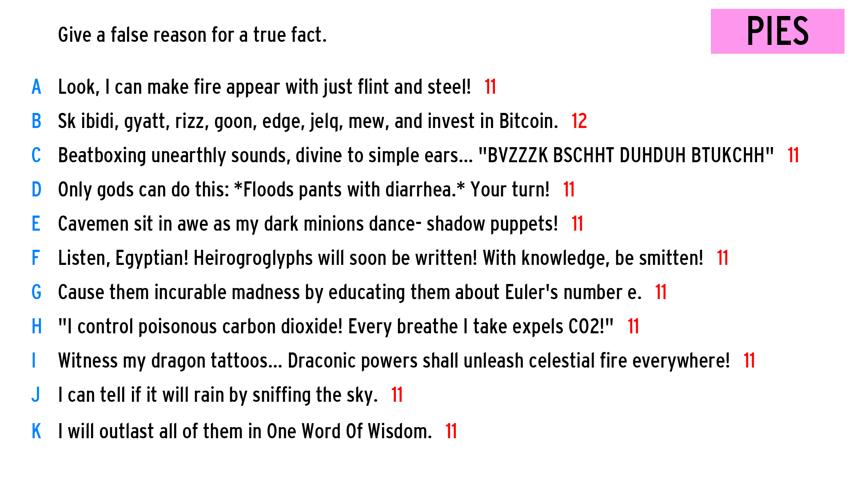 Give a false reason for a true fact.
PIES
A Look, I can make fire appear with just flint and steel! 11
B Sk ibidi, gyatt, rizz, goon, edge, jelq, mew, and invest in Bitcoin. 12
C Beatboxing unearthly sounds, divine to simple ears... "BVZZZK BSCHHT DUHDUH BTUKCHH" 11
D Only gods can do this: *Floods pants with diarrhea.* Your turn! 11
E Cavemen sit in awe as my dark minions dance- shadow puppets! 11
F Listen, Egyptian! Heirogroglyphs will soon be written! With knowledge, be smitten! 11
G Cause them incurable madness by educating them about Euler's number e. 11
H "I control poisonous carbon dioxide! Every breathe I take expels CO2!" 11
I Witness my dragon tattoos... Draconic powers shall unleash celestial fire everywhere! 11
J I can tell if it will rain by sniffing the sky. 11
K I will outlast all of them in One Word Of Wisdom. 11